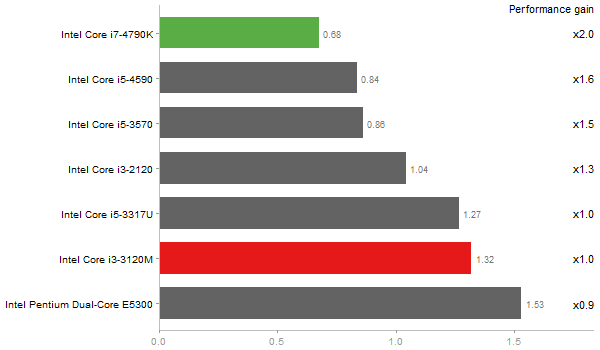 Performance gain
Intel Core i7-4790K 0.68 x2.0
Intel Core i5-4590 0.84 x1.6
Intel Core i5-3570 0.86 x1.5
Intel Core i3-2120 1.04 x1.3
Intel Core i5-3317U 1.27 x1.0
Intel Core i3-3120M 1.32 x1.0
Intel Pentium Dual-Core E5300 1.53 x0.9
0.0 0.5 1.0 1.5